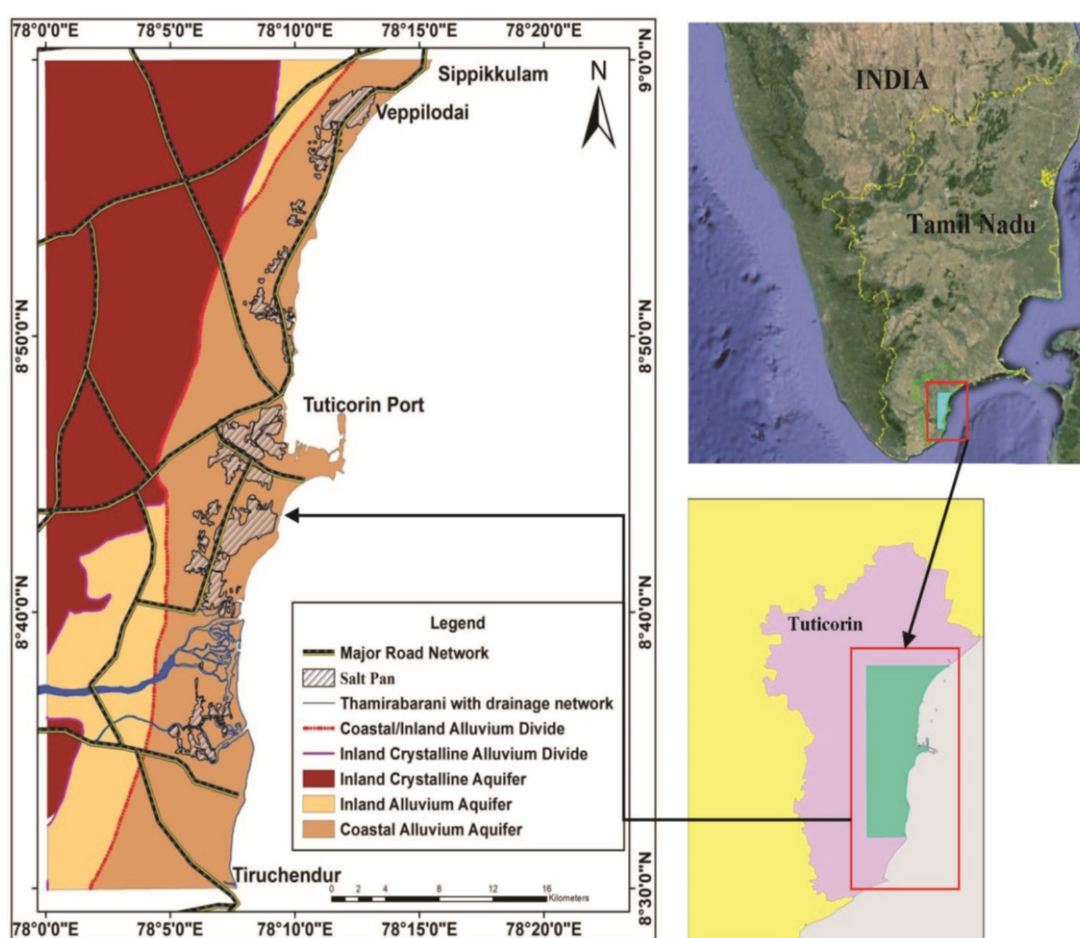 78°0'0"E 78°5'0"E 78°10'0"E 78°15'0"E 78°20'0"E
Sippikkulam
N
Veppilodai
9°0'0"N
8°50'0"N
8°50'0"N
Tuticorin Port
8°40'0"N
8°40'0"N
Legend
Major Road Network
Salt Pan
Thamirabarani with drainage network
Coastal/Inland Alluvium Divide
Inland Crystalline Alluvium Divide
Inland Crystalline Aquifer
Inland Alluvium Aquifer
Coastal Alluvium Aquifer
Tiruchendur
0 2 4 8 12 16
Kilometers
8°30'0"N
78°0'0"E 78°5'0"E 78°10'0"E 78°15'0"E 78°20'0"E
INDIA
Tamil Nadu
Tuticorin